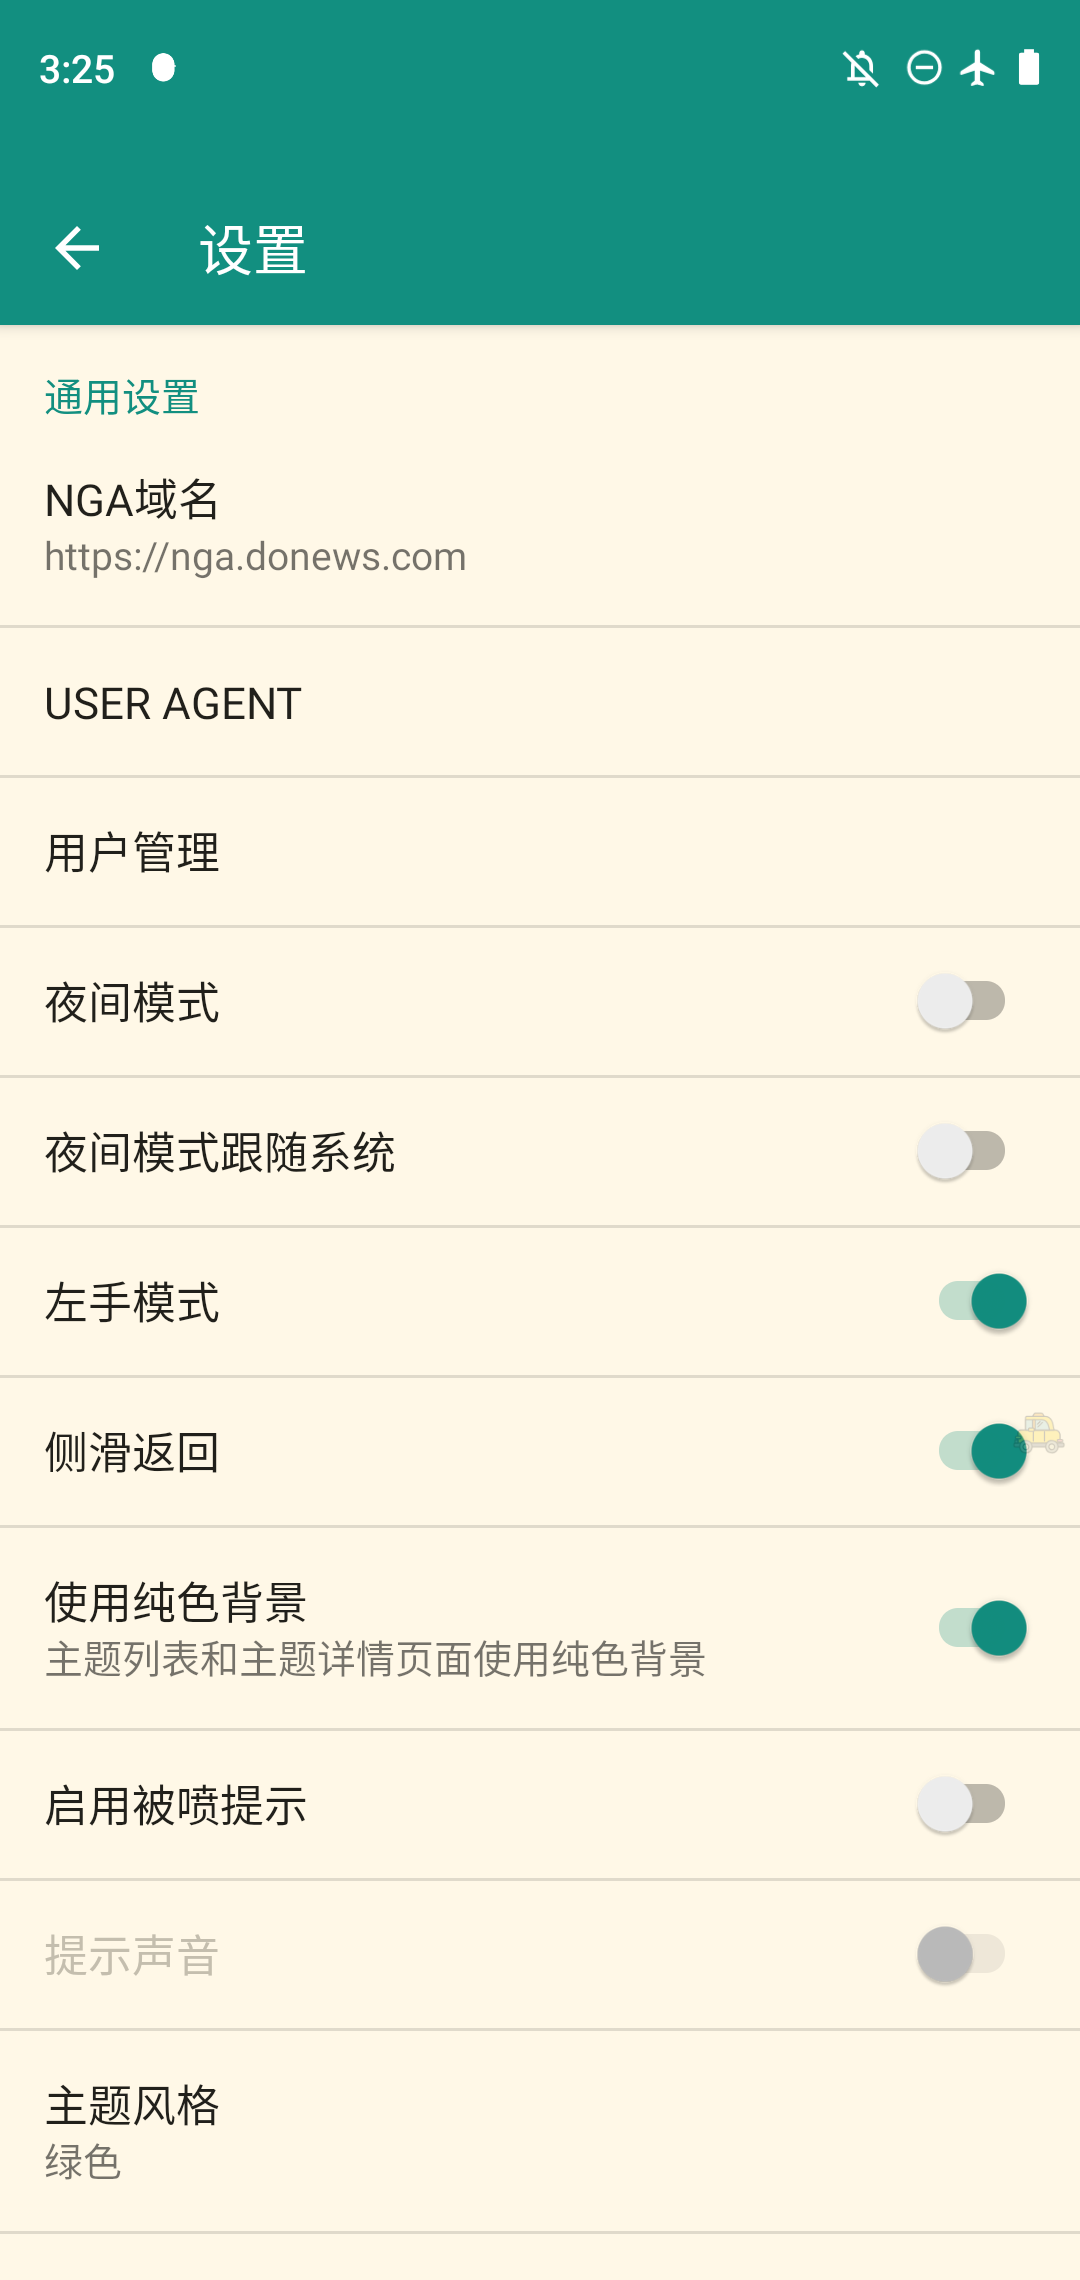 3:25
设置
通用设置
NGA域名
https://nga.donews.com
USER AGENT
用户管理
夜间模式
夜间模式跟随系统
左手模式
侧滑返回
使用纯色背景
主题列表和主题详情页面使用纯色背景
启用被喷提示
提示声音
主题风格
绿色